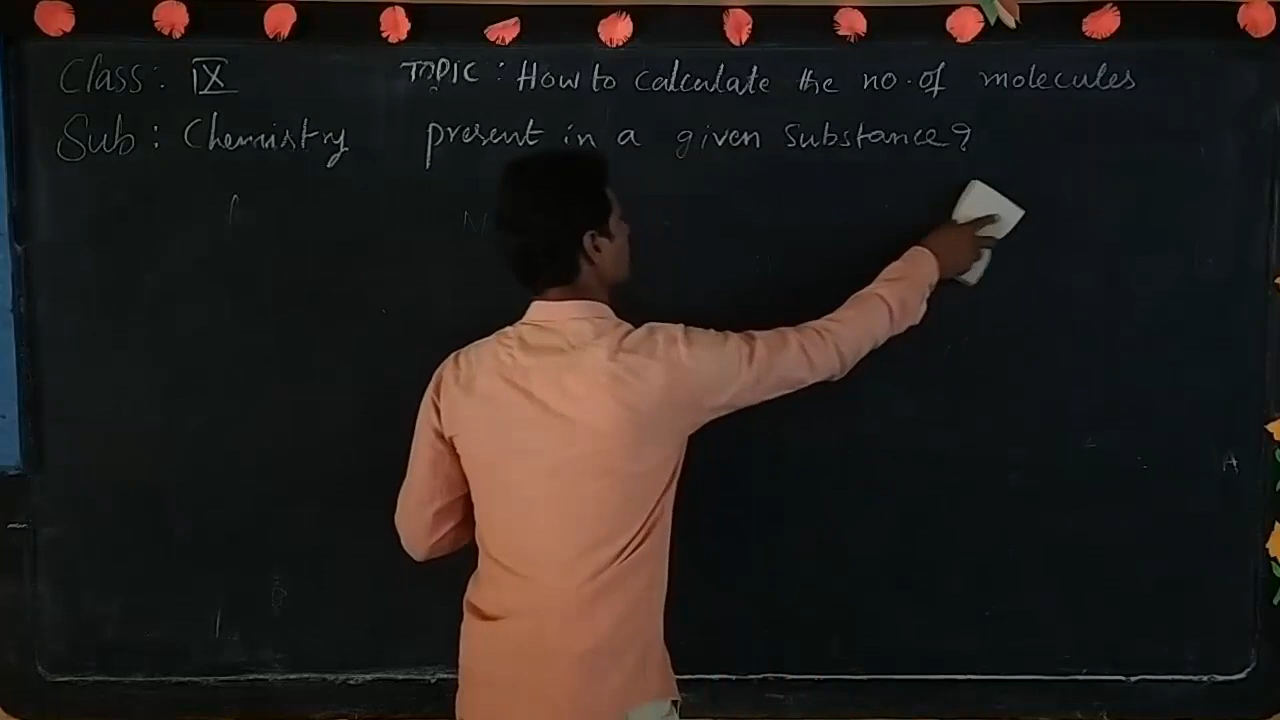 Class: IX TOPIC: How to calculate the no. of molecules
Sub: Chemistry present in a given substance?
A